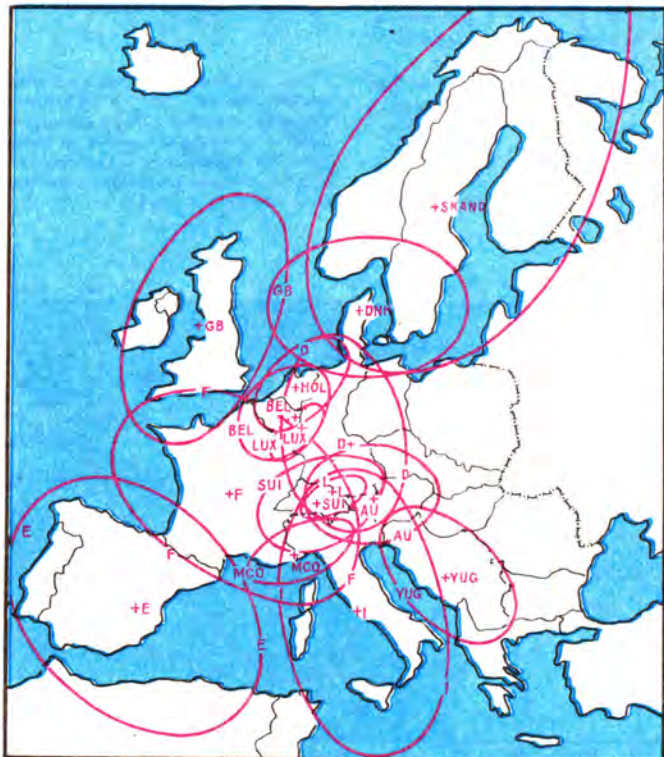 +SKAND
GB
+DNK
+GB
D
F
+HOL
BEL
BEL
LUX
LUX
D+
D
SUI
L
+L
+F
+SUI
AU
E
AU
F
MCO
MCO
F
+YUG
YUG
+E
+I
E
I